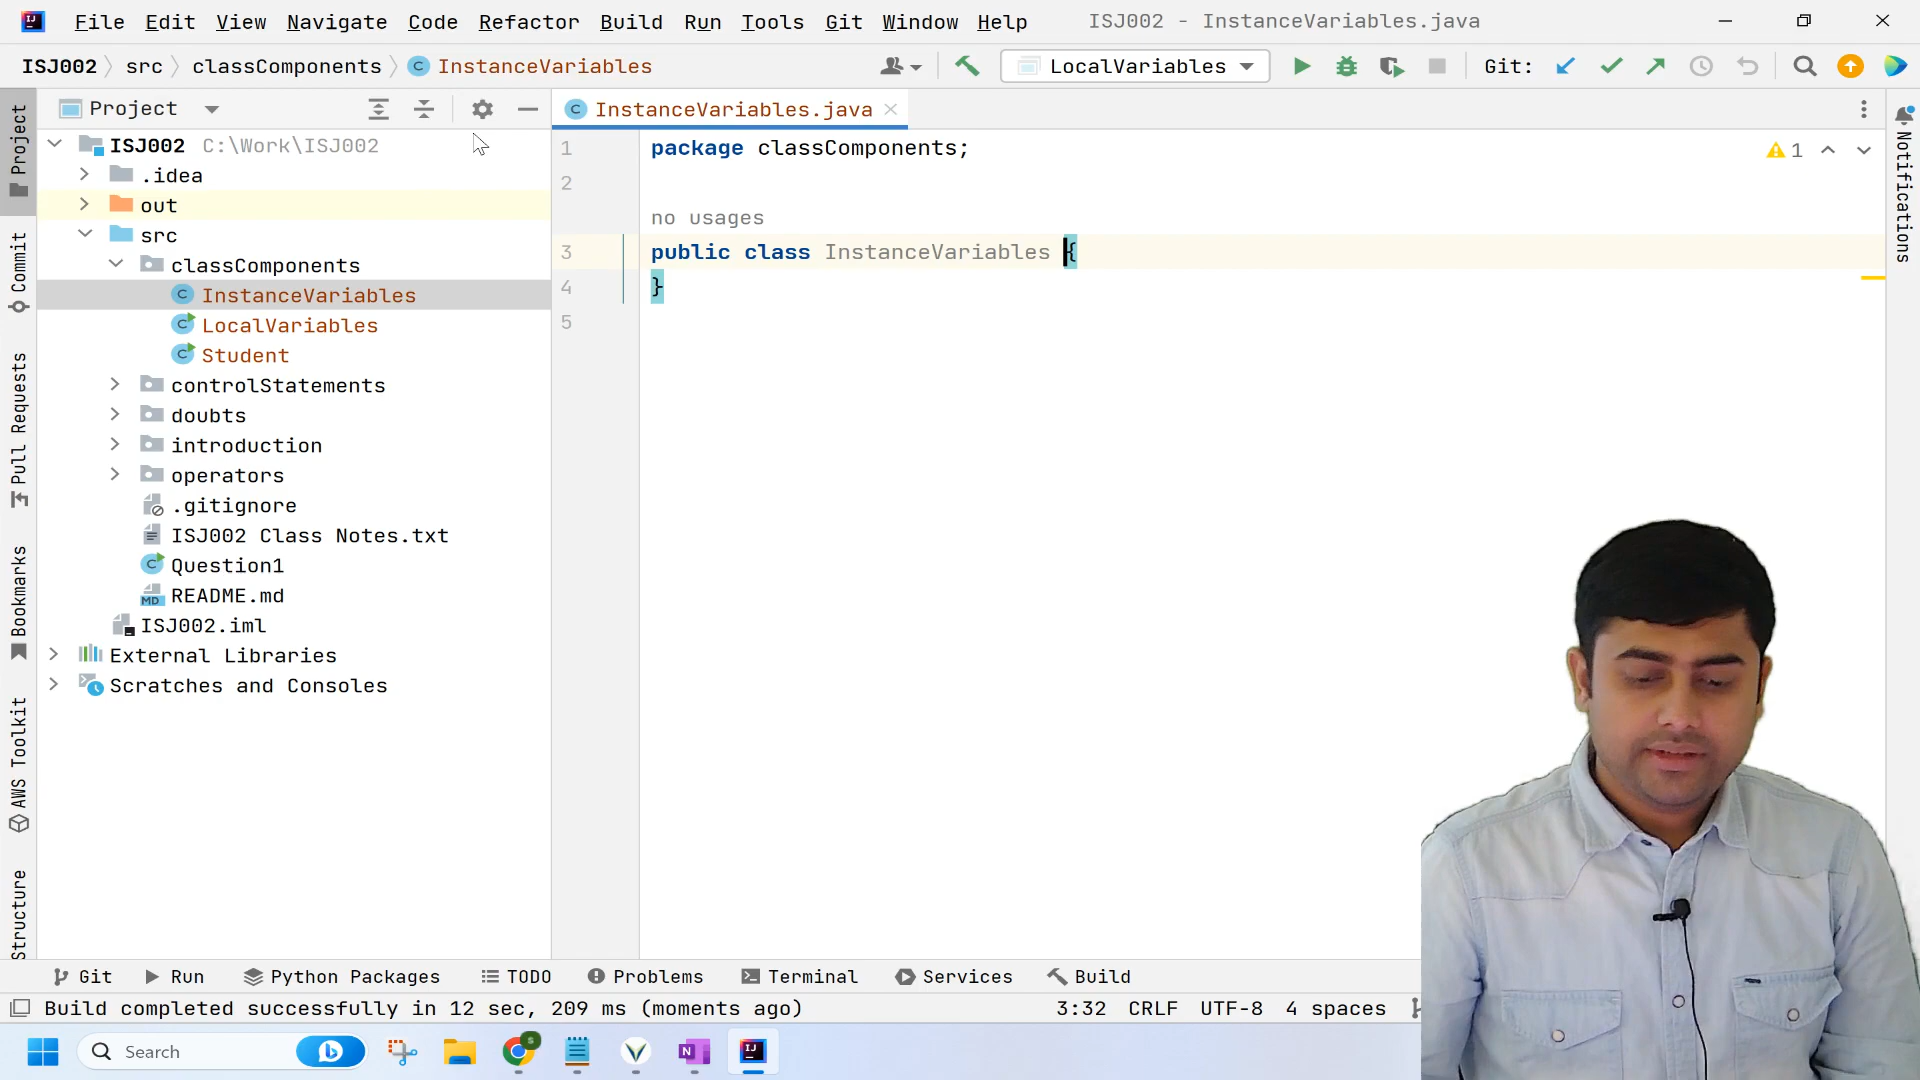 File Edit View Navigate Code Refactor Build Run Tools Git Window Help ISJ002 - InstanceVariables.java
ISJ002 src classComponents InstanceVariables LocalVariables Git:
Project
InstanceVariables.java
ISJ002 C:\Work\ISJ002
.idea
out
src
classComponents
InstanceVariables
LocalVariables
Student
controlStatements
doubts
introduction
operators
.gitignore
ISJ002 Class Notes.txt
Question1
README.md
ISJ002.iml
External Libraries
Scratches and Consoles
1 package classComponents;
2
no usages
3 public class InstanceVariables {
4 }
5
1
Project
Commit
Pull Requests
Bookmarks
AWS Toolkit
Structure
Notifications
Git Run Python Packages TODO Problems Terminal Services Build
Build completed successfully in 12 sec, 209 ms (moments ago) 3:32 CRLF UTF-8 4 spaces
Search